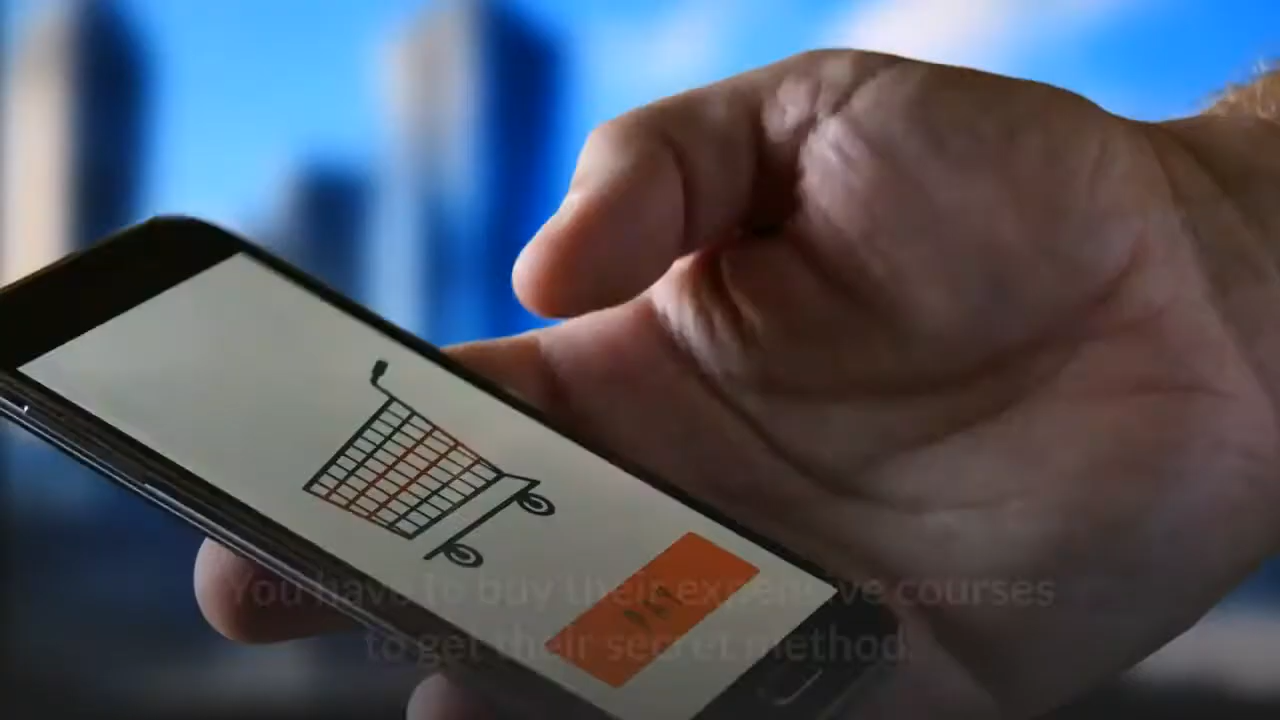 You have to buy their expensive courses
to get their secret method.